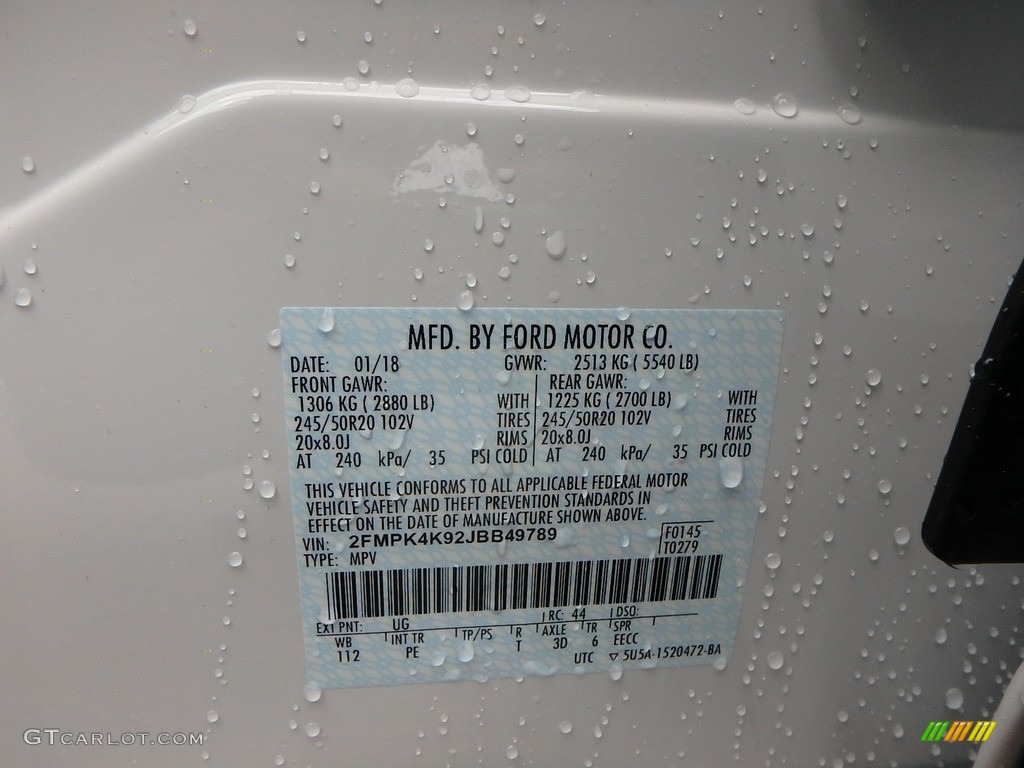 MFD. BY FORD MOTOR CO.
DATE: 01/18 GVWR: 2513 KG ( 5540 LB)
FRONT GAWR: REAR GAWR:
1306 KG ( 2880 LB) WITH 1225 KG ( 2700 LB) WITH
245/50R20 102V TIRES 245/50R20 102V TIRES
20x8.0J RIMS 20x8.0J RIMS
AT 240 kPa/ 35 PSI COLD AT 240 kPa/ 35 PSI COLD
THIS VEHICLE CONFORMS TO ALL APPLICABLE FEDERAL MOTOR
VEHICLE SAFETY AND THEFT PREVENTION STANDARDS IN
EFFECT ON THE DATE OF MANUFACTURE SHOWN ABOVE.
VIN: 2FMPK4K92JBB49789 F0145
TYPE: MPV T0279
EXT PNT: UG RC: 44 DSO:
WB INT TR TP/PS R AXLE TR SPR
112 PE T 3D 6 EECC
UTC ▽ 5U5A-1520472-BA
GTCARLOT.COM